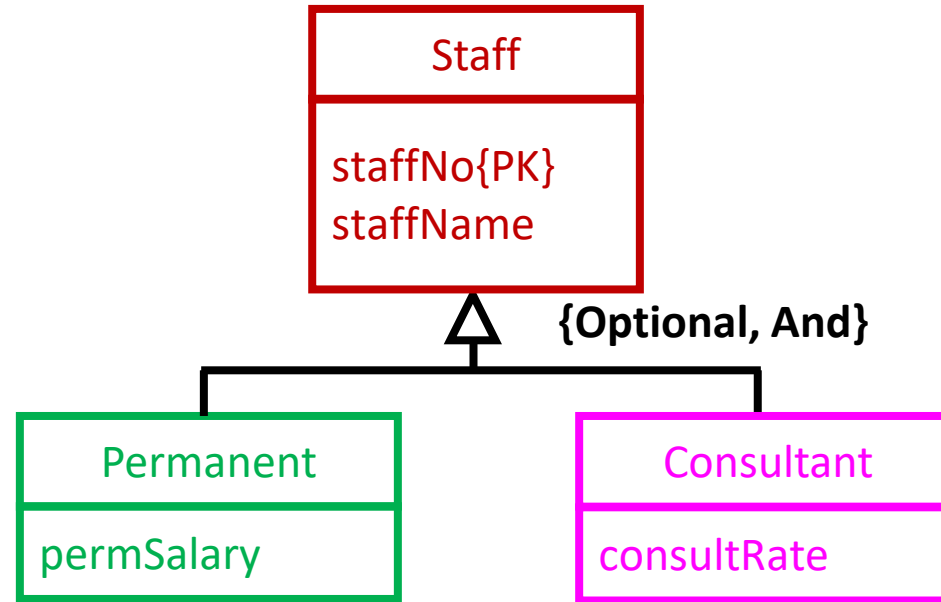 Staff
staffNo{PK}
staffName
{Optional, And}
Permanent
permSalary
Consultant
consultRate